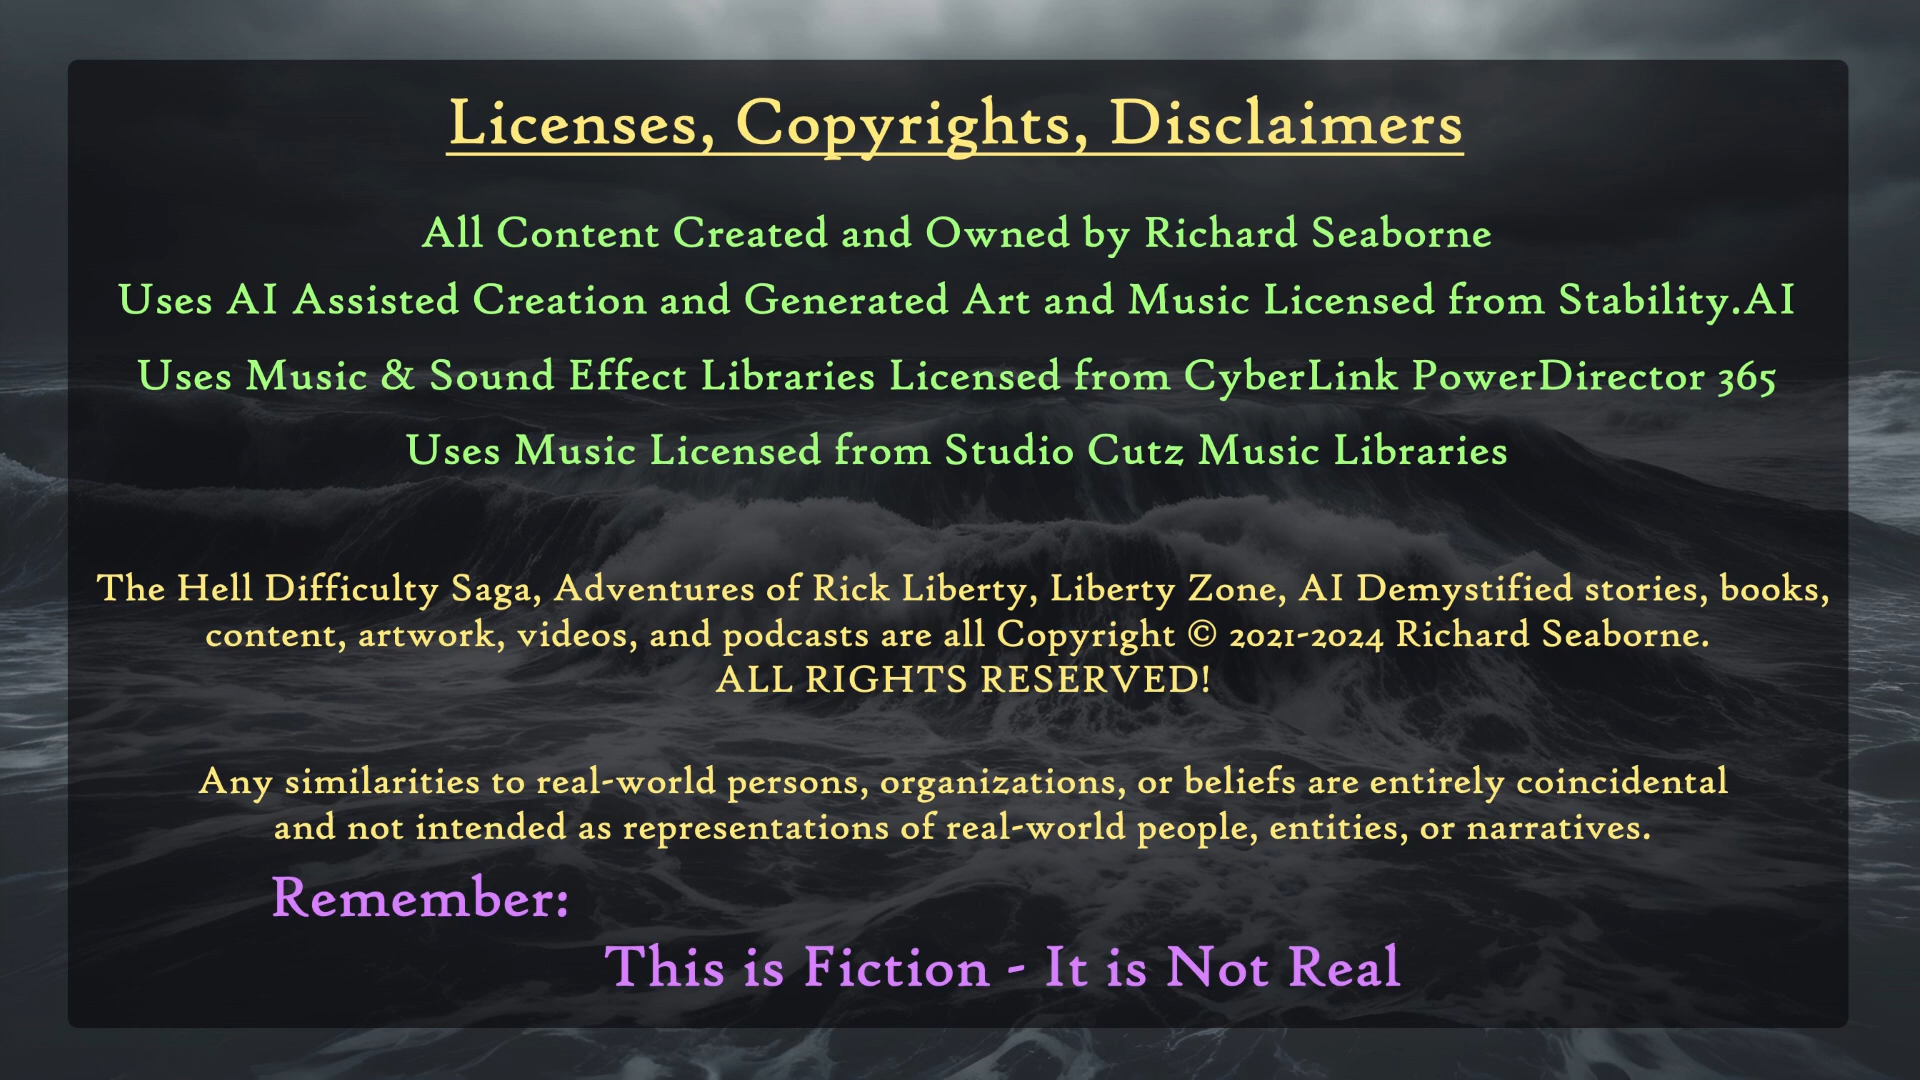 Licenses, Copyrights, Disclaimers
All Content Created and Owned by Richard Seaborne
Uses AI Assisted Creation and Generated Art and Music Licensed from Stability.AI
Uses Music & Sound Effect Libraries Licensed from CyberLink PowerDirector 365
Uses Music Licensed from Studio Cutz Music Libraries
The Hell Difficulty Saga, Adventures of Rick Liberty, Liberty Zone, AI Demystified stories, books,
content, artwork, videos, and podcasts are all Copyright © 2021-2024 Richard Seaborne.
ALL RIGHTS RESERVED!
Any similarities to real-world persons, organizations, or beliefs are entirely coincidental
and not intended as representations of real-world people, entities, or narratives.
Remember:
This is Fiction - It is Not Real